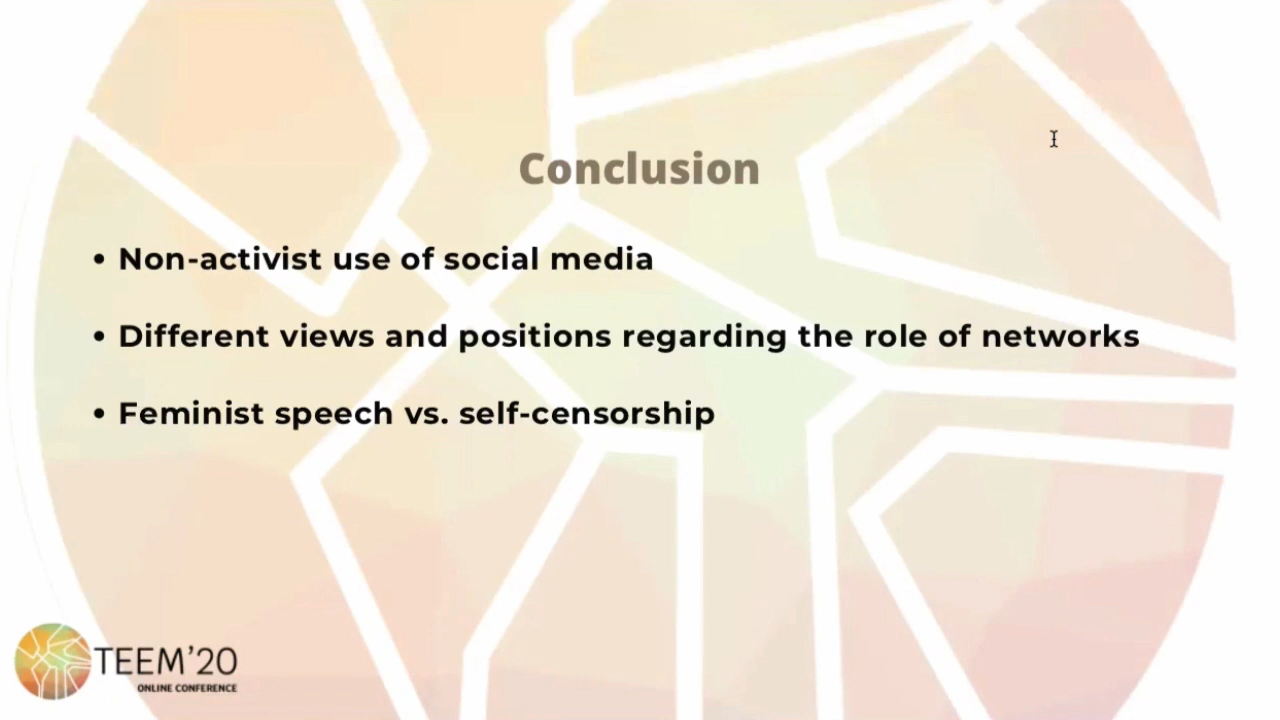 Conclusion
• Non-activist use of social media
• Different views and positions regarding the role of networks
• Feminist speech vs. self-censorship
TEEM'20
ONLINE CONFERENCE